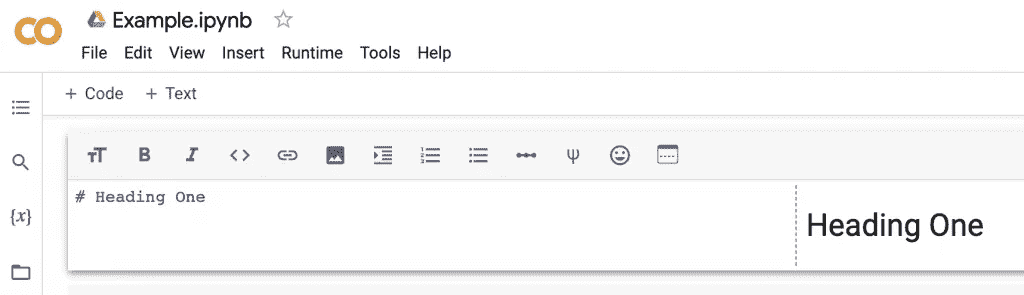 CO Example.ipynb
File Edit View Insert Runtime Tools Help
+ Code + Text
TT B I <> Ψ
{x}
# Heading One
Heading One